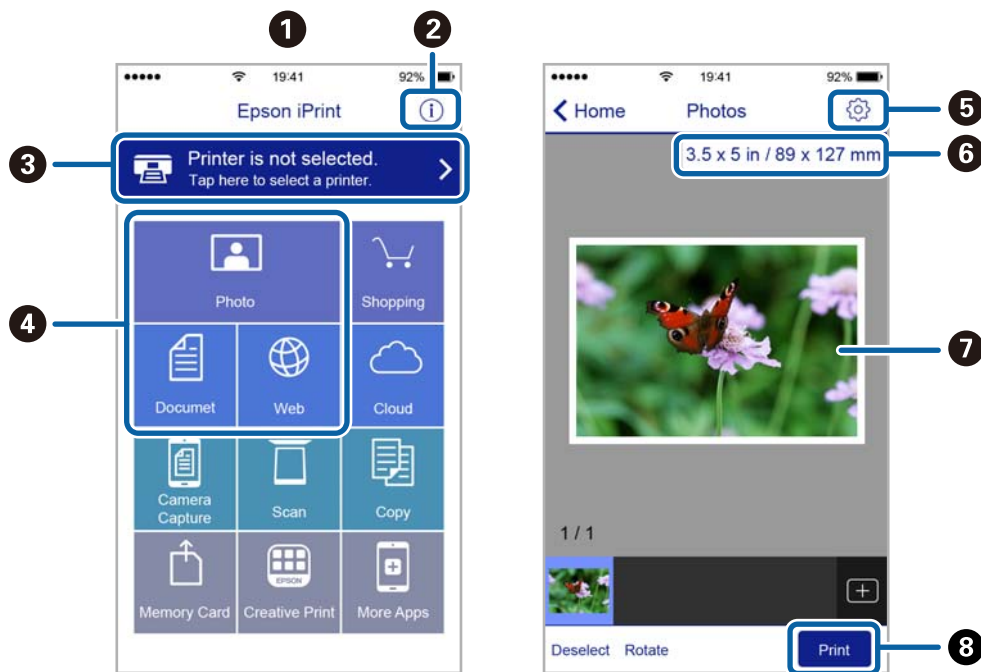 1
2
19:41
92%
Epson iPrint
i
3
Printer is not selected.
Tap here to select a printer.
4
Photo
Shopping
Documet
Web
Cloud
Camera
Capture
Scan
Copy
EPSON
Memory Card
Creative Print
More Apps
19:41
92%
Home
Photos
5
3.5 x 5 in / 89 x 127 mm
6
7
1 / 1
Deselect
Rotate
Print
8